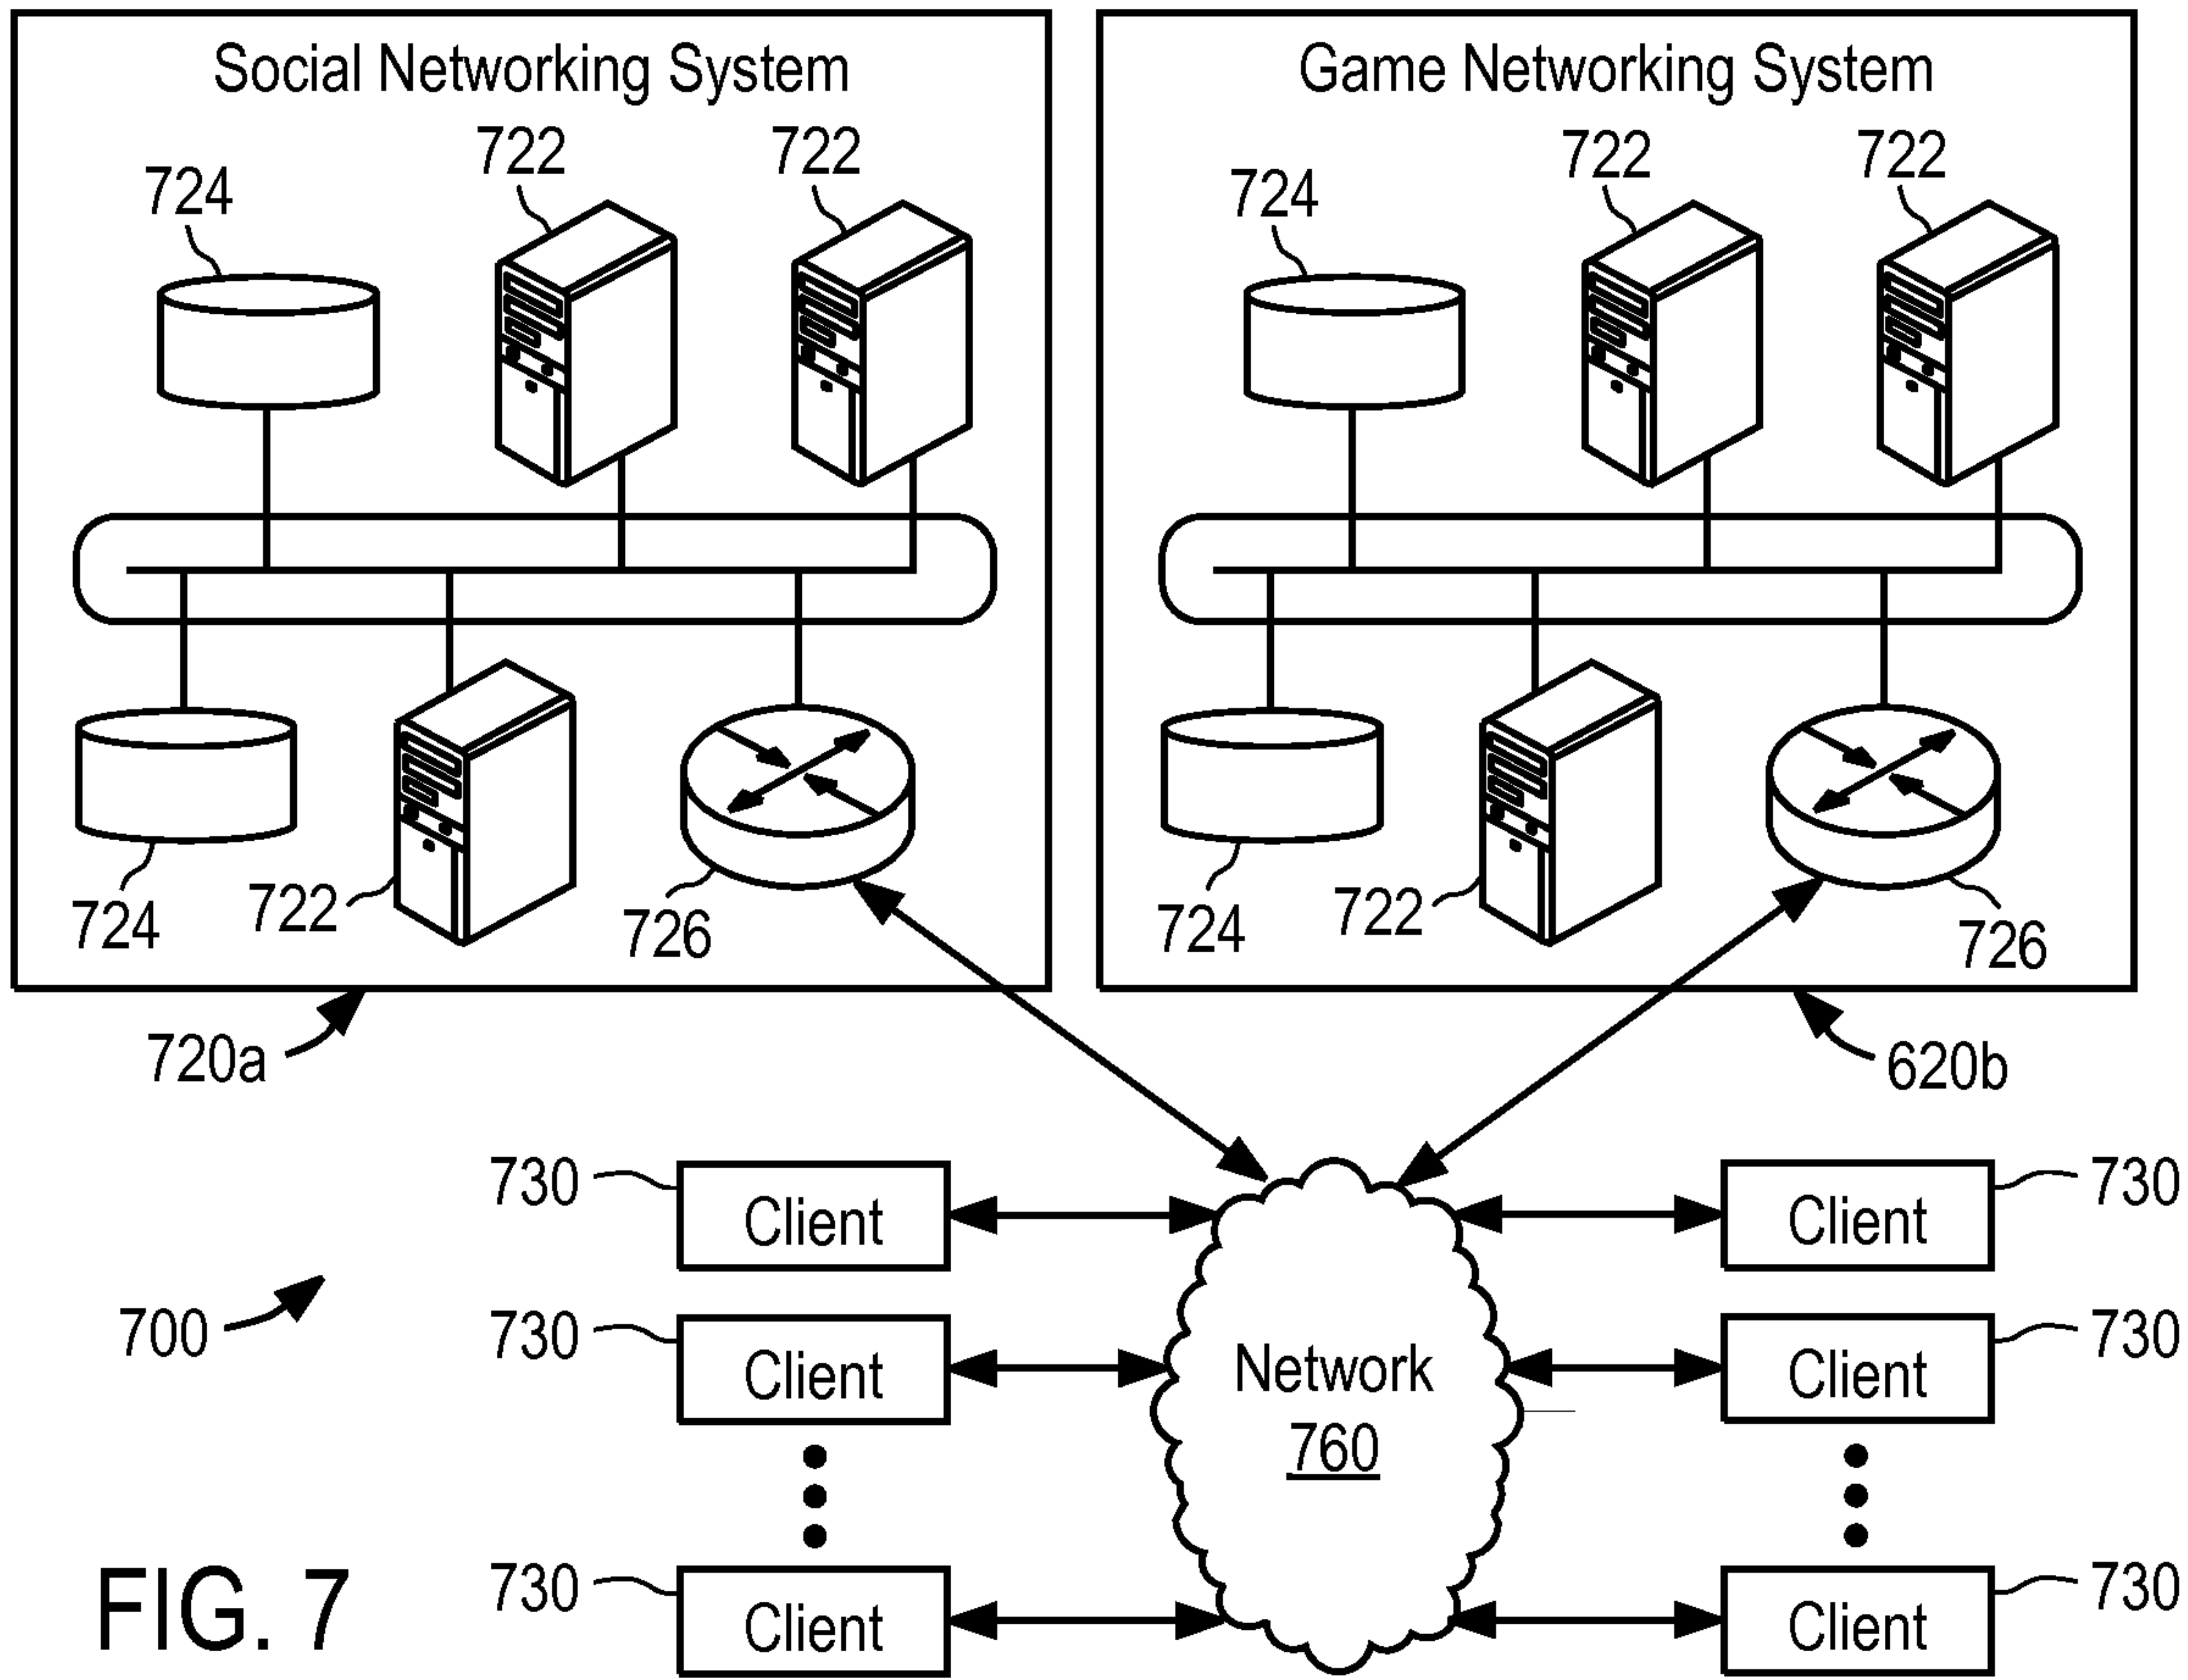 Social Networking System
Game Networking System
722
722
722
722
724
724
724
722
726
724
722
726
720a
620b
730
Client
Client
730
700
730
Client
Network
760
Client
730
FIG. 7
730
Client
Client
730